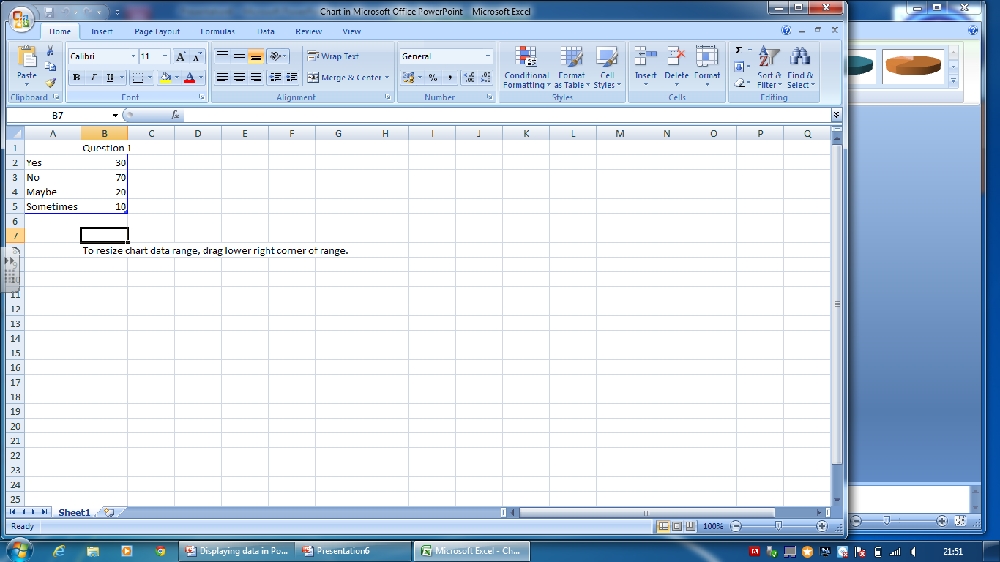 Chart in Microsoft Office PowerPoint - Microsoft Excel
Home Insert Page Layout Formulas Data Review View
Calibri 11 Wrap Text General
Paste
B I U Merge & Center % ,
Conditional Formatting Format as Table Cell Styles
Insert Delete Format
Sort & Filter Find & Select
Clipboard Font Alignment Number Styles Cells Editing
B7 fx
A B C D E F G H I J K L M N O P Q
1 Question 1
2 Yes 30
3 No 70
4 Maybe 20
5 Sometimes 10
6
7
8 To resize chart data range, drag lower right corner of range.
9
10
11
12
13
14
15
16
17
18
19
20
21
22
23
24
25
Sheet1
Ready 100%
Displaying data in Po... Presentation6 Microsoft Excel - Ch... 21:51